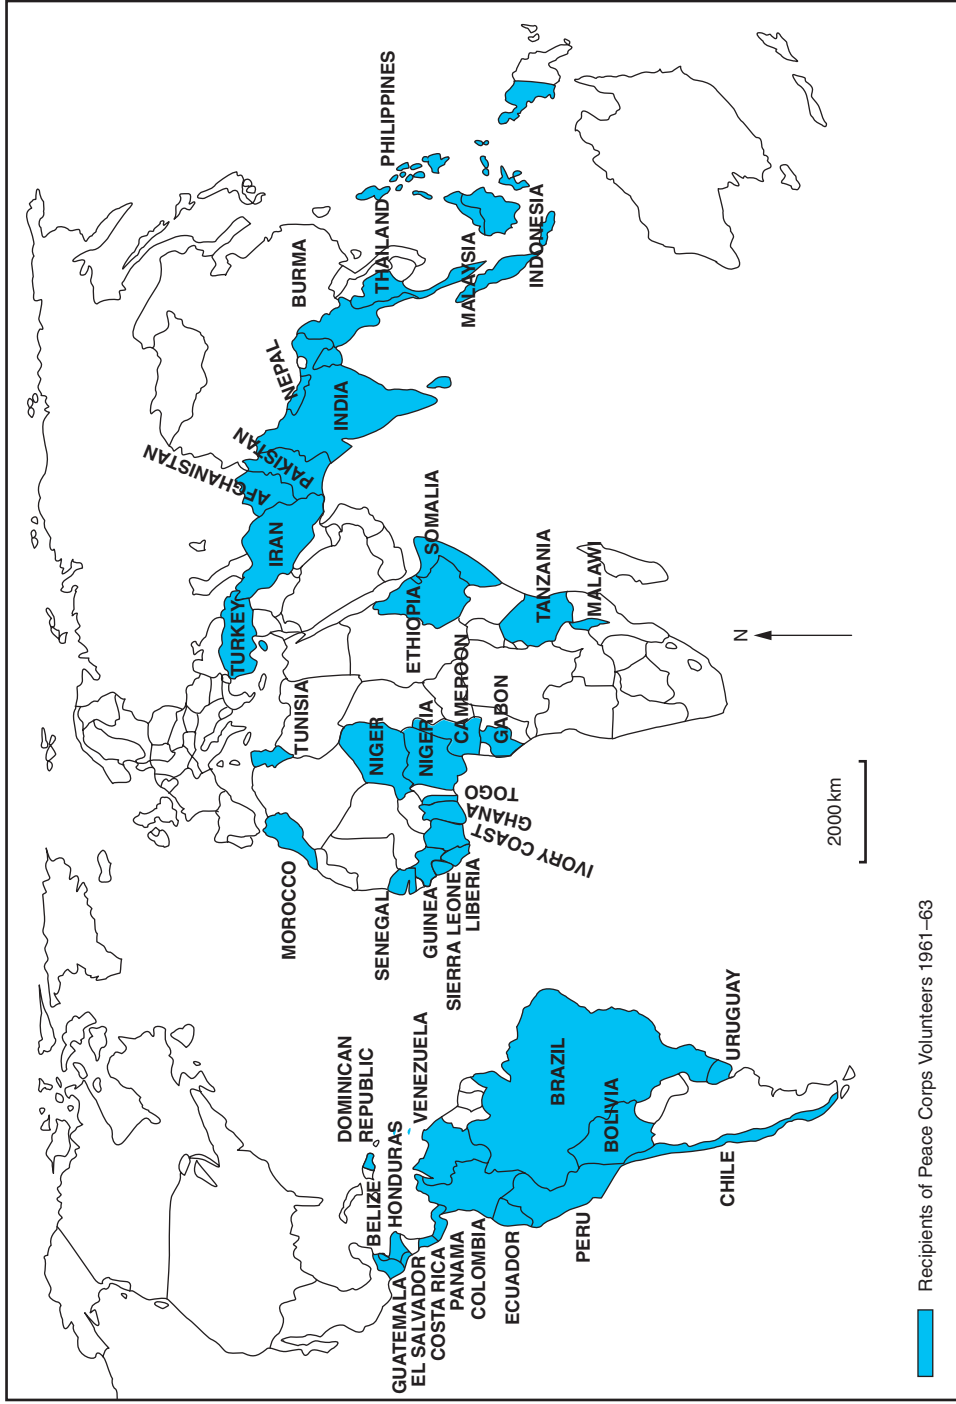 PHILIPPINES
BURMA
THAILAND
MALAYSIA
INDONESIA
NEPAL
INDIA
PAKISTAN
AFGHANISTAN
IRAN
TURKEY
SOMALIA
ETHIOPIA
TANZANIA
MALAWI
TUNISIA
NIGER
NIGERIA
CAMEROON
GABON
TOGO
GHANA
IVORY COAST
MOROCCO
SENEGAL
GUINEA
SIERRA LEONE
LIBERIA
DOMINICAN
REPUBLIC
BELIZE
HONDURAS
VENEZUELA
GUATEMALA
EL SALVADOR
COSTA RICA
PANAMA
COLOMBIA
ECUADOR
PERU
BRAZIL
BOLIVIA
CHILE
URUGUAY
N
2000 km
Recipients of Peace Corps Volunteers 1961–63